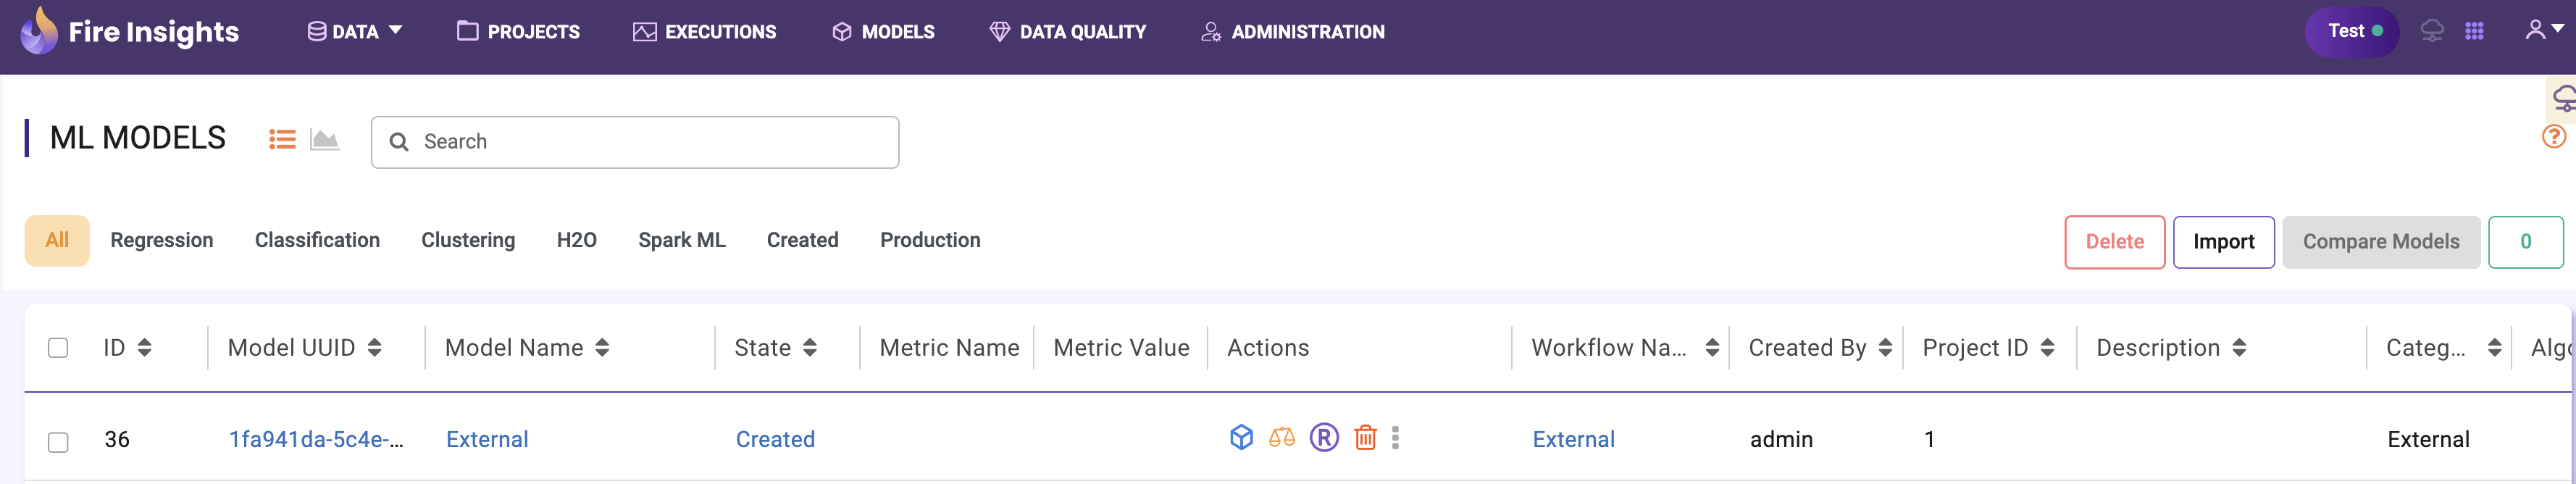 Fire Insights DATA PROJECTS EXECUTIONS MODELS DATA QUALITY ADMINISTRATION Test
ML MODELS Search
All Regression Classification Clustering H2O Spark ML Created Production Delete Import Compare Models 0
ID Model UUID Model Name State Metric Name Metric Value Actions Workflow Na... Created By Project ID Description Categ... Algo
36 1fa941da-5c4e-... External Created R External admin 1 External